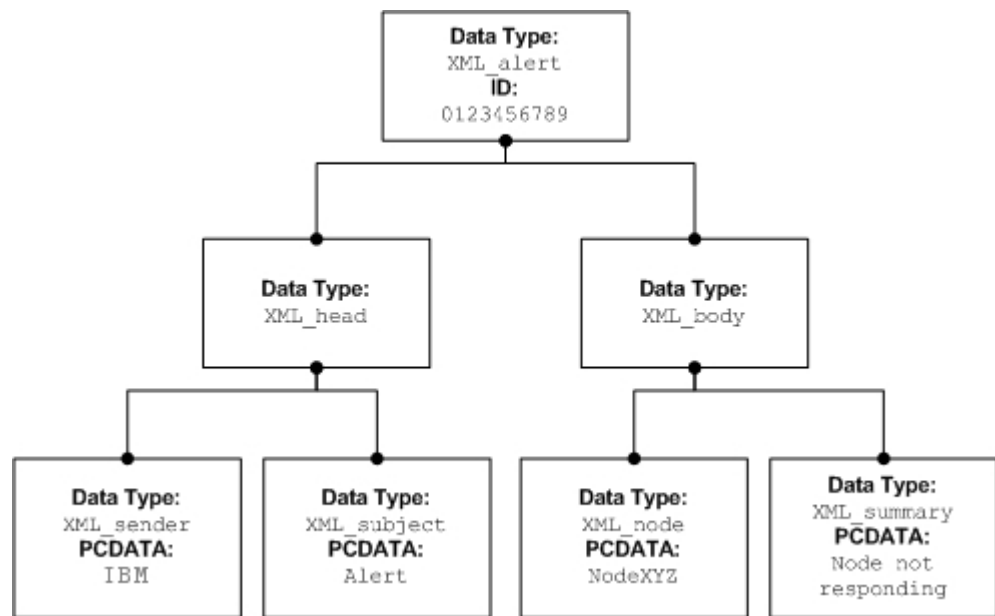 Data Type:
XML_alert
ID:
0123456789
Data Type:
XML_head
Data Type:
XML_body
Data Type:
XML_sender
PCDATA:
IBM
Data Type:
XML_subject
PCDATA:
Alert
Data Type:
XML_node
PCDATA:
NodeXYZ
Data Type:
XML_summary
PCDATA:
Node not
responding